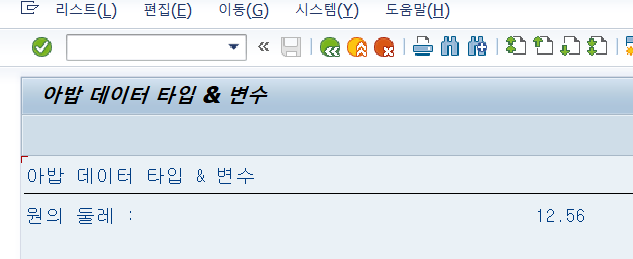 리스트(L) 편집(E) 이동(G) 시스템(Y) 도움말(H)
아밥 데이터 타입 & 변수
아밥 데이터 타입 & 변수
원의 둘레 : 12.56